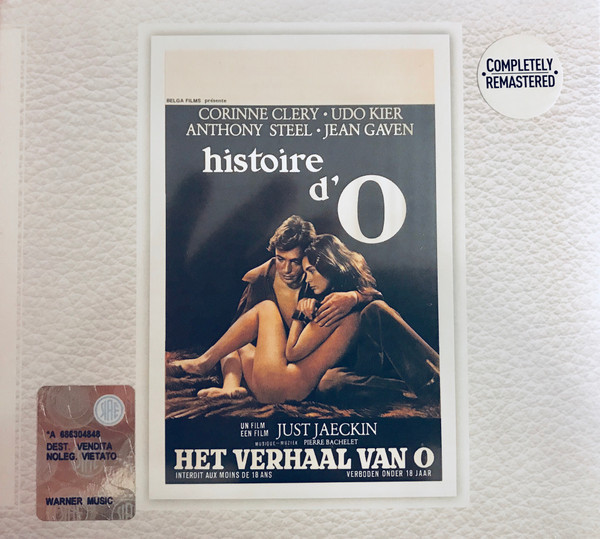 BELGA FILMS présente
CORINNE CLERY • UDO KIER
ANTHONY STEEL • JEAN GAVEN
histoire
d'O
COMPLETELY
• REMASTERED •
UN FILM
EEN FILM
JUST JAECKIN
MUSIQUE - MUZIEK PIERRE BACHELET
HET VERHAAL VAN O
INTERDIT AUX MOINS DE 18 ANS VERBODEN ONDER 18 JAAR
*A 686304848
DEST. VENDITA
NOLEG. VIETATO
WARNER MUSIC